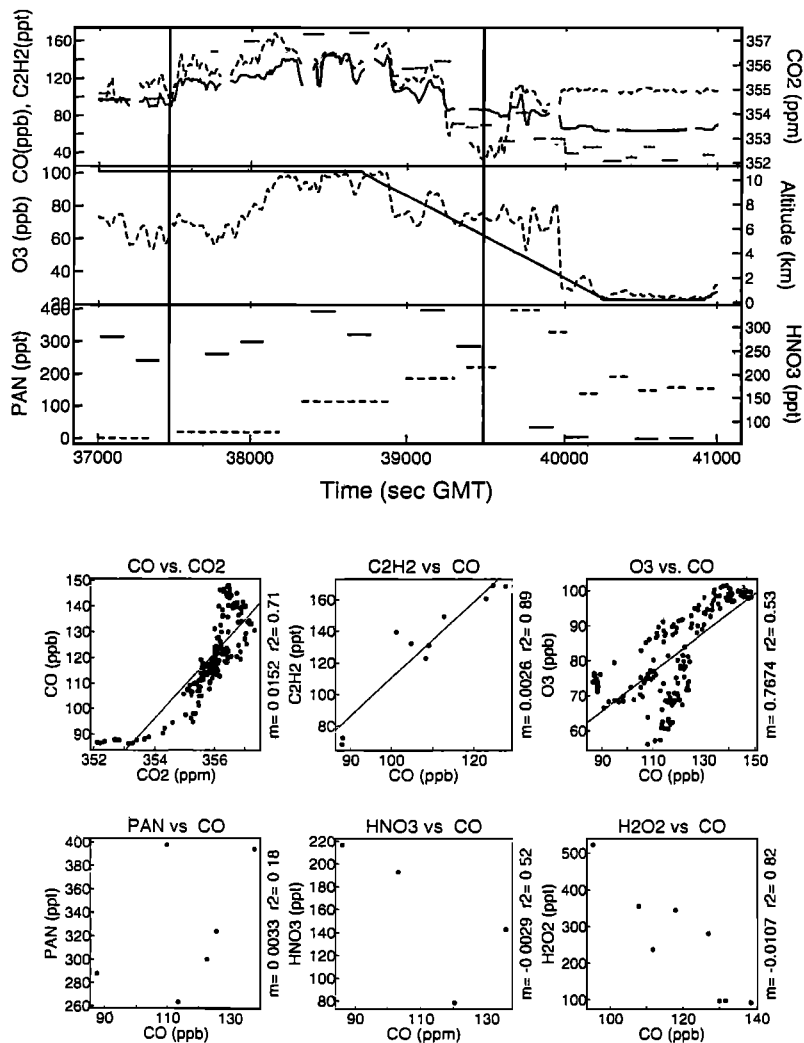 CO(ppb), C2H2(ppt)
160
120
80
40
357
356
355
354
353
352
CO2 (ppm)
O3 (ppb)
100
80
60
40
20
10
8
6
4
2
0
Altitude (km)
PAN (ppt)
400
300
200
100
0
300
250
200
150
100
HNO3 (ppt)
37000 38000 39000 40000 41000
Time (sec GMT)
CO vs. CO2
CO (ppb)
150
140
130
120
110
100
90
352 354 356
CO2 (ppm)
m= 0 0152 r2= 0.71
C2H2 vs CO
C2H2 (ppt)
160
140
120
100
80
100 120
CO (ppb)
m= 0.0026 r2= 0 89
O3 vs. CO
O3 (ppb)
100
90
80
70
60
90 110 130 150
CO (ppb)
m= 0.7674 r2= 0.53
PAN vs CO
PAN (ppt)
400
380
360
340
320
300
280
260
90 110 130
CO (ppb)
m= 0 0033 r2= 0 18
HNO3 vs CO
HNO3 (ppt)
220
200
180
160
140
120
100
80
90 110 130
CO (ppm)
m= -0 0029 r2= 0 52
H2O2 vs CO
H2O2 (ppt)
500
400
300
200
100
100 120 140
CO (ppb)
m= -0.0107 r2= 0 82